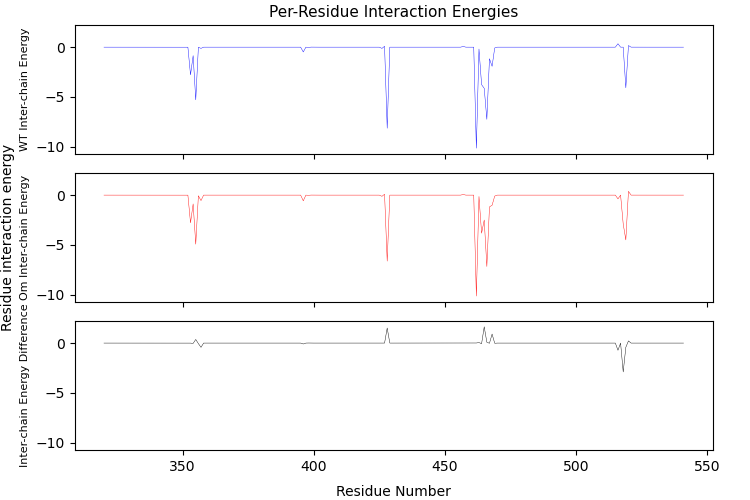 Per-Residue Interaction Energies
Residue interaction energy
WT Inter-chain Energy
0
−5
−10
Om Inter-chain Energy
0
−5
−10
Inter-chain Energy Difference
0
−5
−10
350 400 450 500 550
Residue Number